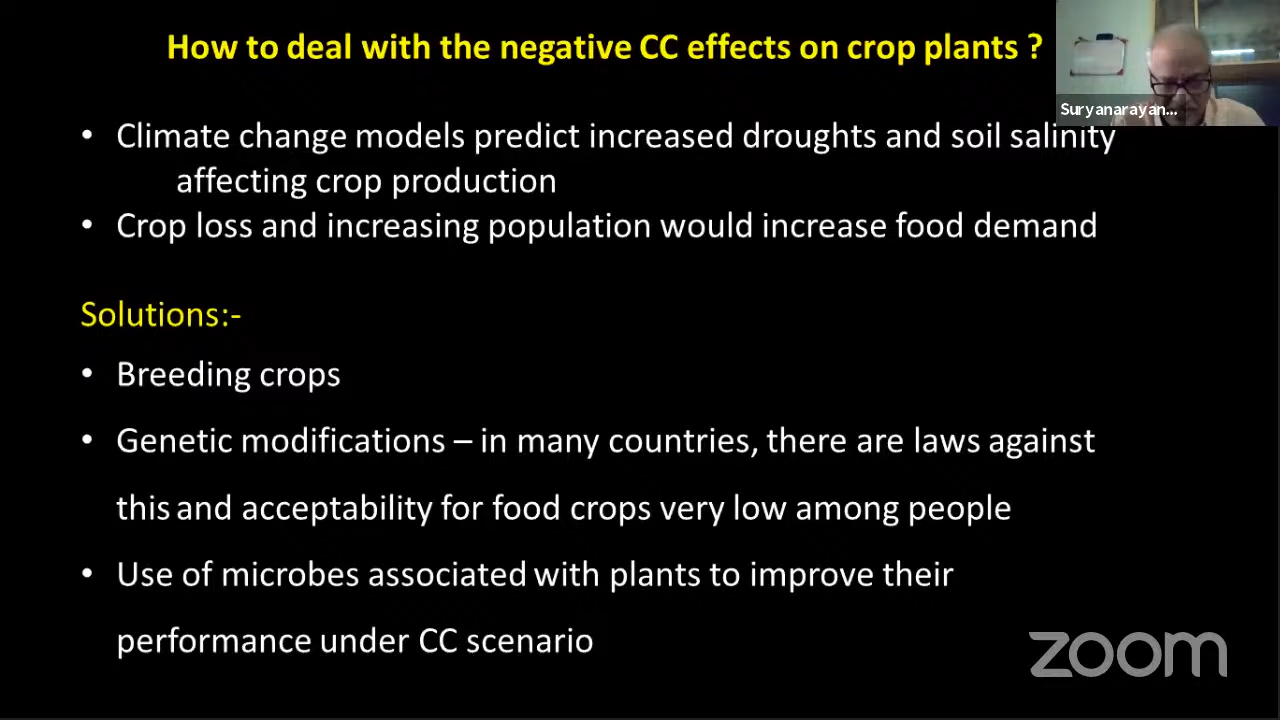 How to deal with the negative CC effects on crop plants ?
Suryanarayan...
• Climate change models predict increased droughts and soil salinity
affecting crop production
• Crop loss and increasing population would increase food demand
Solutions:-
• Breeding crops
• Genetic modifications – in many countries, there are laws against
this and acceptability for food crops very low among people
• Use of microbes associated with plants to improve their
performance under CC scenario
zoom